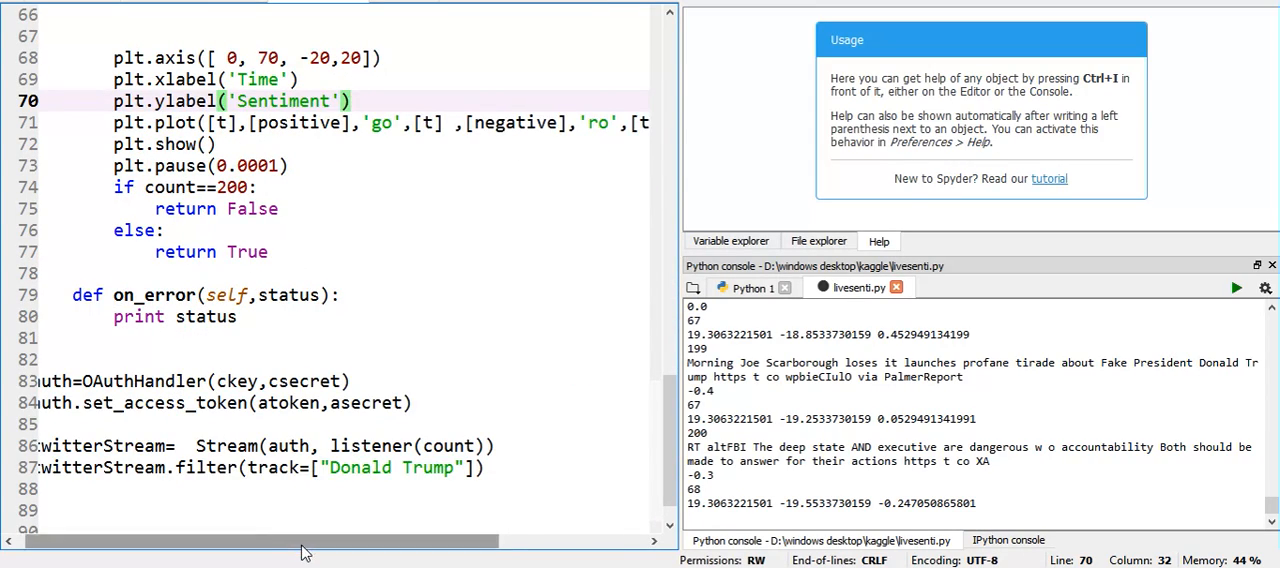 66
67
68 plt.axis([ 0, 70, -20,20])
69 plt.xlabel('Time')
70 plt.ylabel('Sentiment')
71 plt.plot([t],[positive],'go',[t] ,[negative],'ro',[t
72 plt.show()
73 plt.pause(0.0001)
74 if count==200:
75 return False
76 else:
77 return True
78
79 def on_error(self,status):
80 print status
81
82
83 uth=OAuthHandler(ckey,csecret)
84 uth.set_access_token(atoken,asecret)
85
86 witterStream=  Stream(auth, listener(count))
87 witterStream.filter(track=["Donald Trump"])
88
89
90
Usage
Here you can get help of any object by pressing Ctrl+I in
front of it, either on the Editor or the Console.
Help can also be shown automatically after writing a left
parenthesis next to an object. You can activate this
behavior in Preferences > Help.
New to Spyder? Read our tutorial
Variable explorer File explorer Help
Python console - D:\windows desktop\kaggle\livesenti.py
Python 1 livesenti.py
0.0
67
19.3063221501 -18.8533730159 0.452949134199
199
Morning Joe Scarborough loses it launches profane tirade about Fake President Donald Tr
ump https t co wpbieCIulO via PalmerReport
-0.4
67
19.3063221501 -19.2533730159 0.0529491341991
200
RT altFBI The deep state AND executive are dangerous w o accountability Both should be
made to answer for their actions https t co XA
-0.3
68
19.3063221501 -19.5533730159 -0.247050865801
Python console - D:\windows desktop\kaggle\livesenti.py IPython console
Permissions: RW End-of-lines: CRLF Encoding: UTF-8 Line: 70 Column: 32 Memory: 44 %